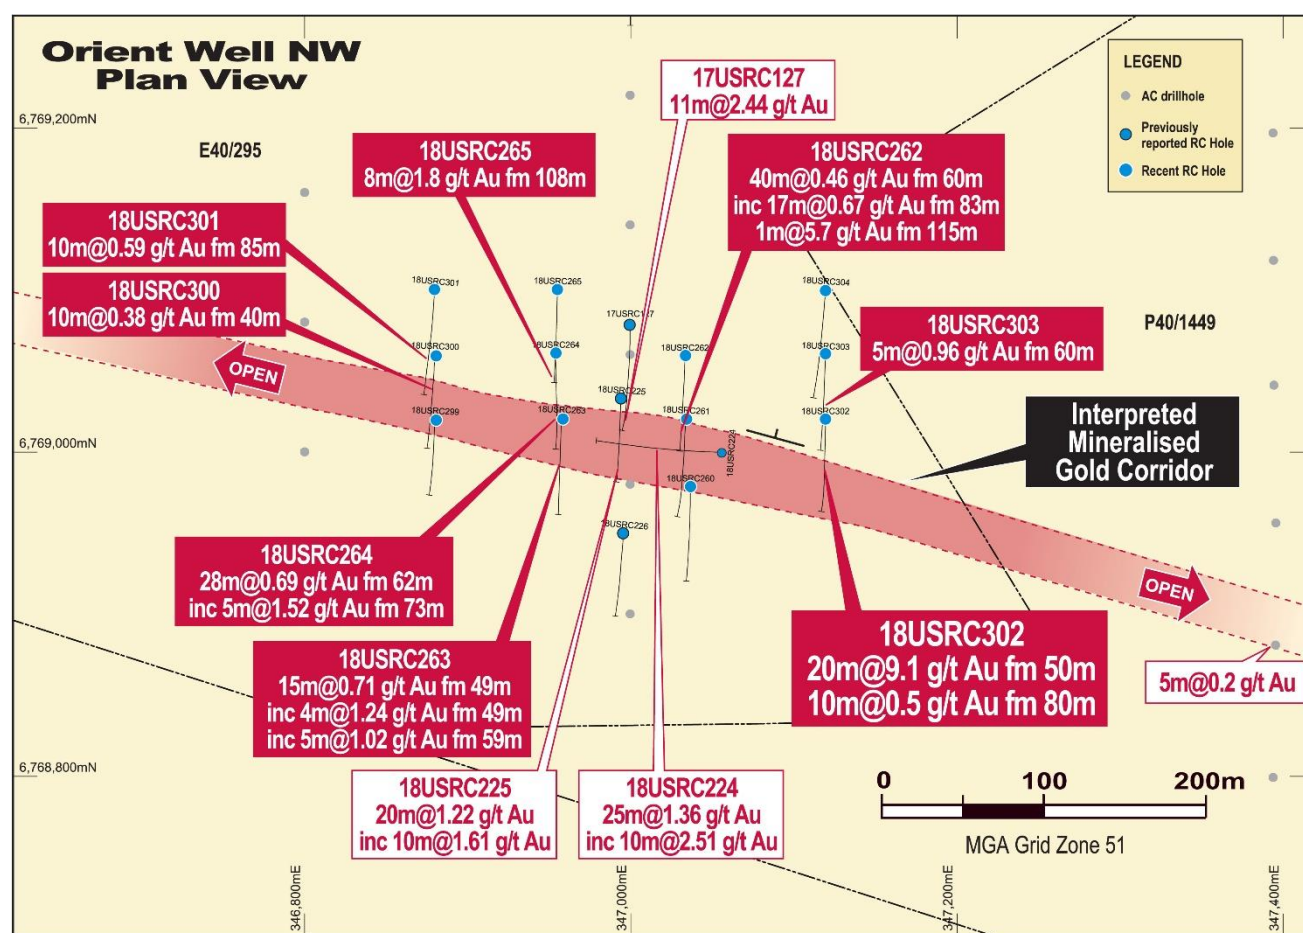 Orient Well NW
Plan View
LEGEND
AC drillhole
Previously
reported RC Hole
Recent RC Hole
6,769,200mN
E40/295
17USRC127
11m@2.44 g/t Au
18USRC265
8m@1.8 g/t Au fm 108m
18USRC262
40m@0.46 g/t Au fm 60m
inc 17m@0.67 g/t Au fm 83m
1m@5.7 g/t Au fm 115m
18USRC301
10m@0.59 g/t Au fm 85m
18USRC300
10m@0.38 g/t Au fm 40m
18USRC301
18USRC265
18USRC304
17USRC127
P40/1449
18USRC303
5m@0.96 g/t Au fm 60m
18USRC300
18USRC264
18USRC262
18USRC303
OPEN
18USRC225
18USRC299
18USRC263
18USRC261
18USRC302
18USRC224
6,769,000mN
Interpreted
Mineralised
Gold Corridor
18USRC260
18USRC226
18USRC264
28m@0.69 g/t Au fm 62m
inc 5m@1.52 g/t Au fm 73m
OPEN
18USRC263
15m@0.71 g/t Au fm 49m
inc 4m@1.24 g/t Au fm 49m
inc 5m@1.02 g/t Au fm 59m
18USRC302
20m@9.1 g/t Au fm 50m
10m@0.5 g/t Au fm 80m
5m@0.2 g/t Au
6,768,800mN
18USRC225
20m@1.22 g/t Au
inc 10m@1.61 g/t Au
18USRC224
25m@1.36 g/t Au
inc 10m@2.51 g/t Au
0 100 200m
MGA Grid Zone 51
346,800mE
347,000mE
347,200mE
347,400mE